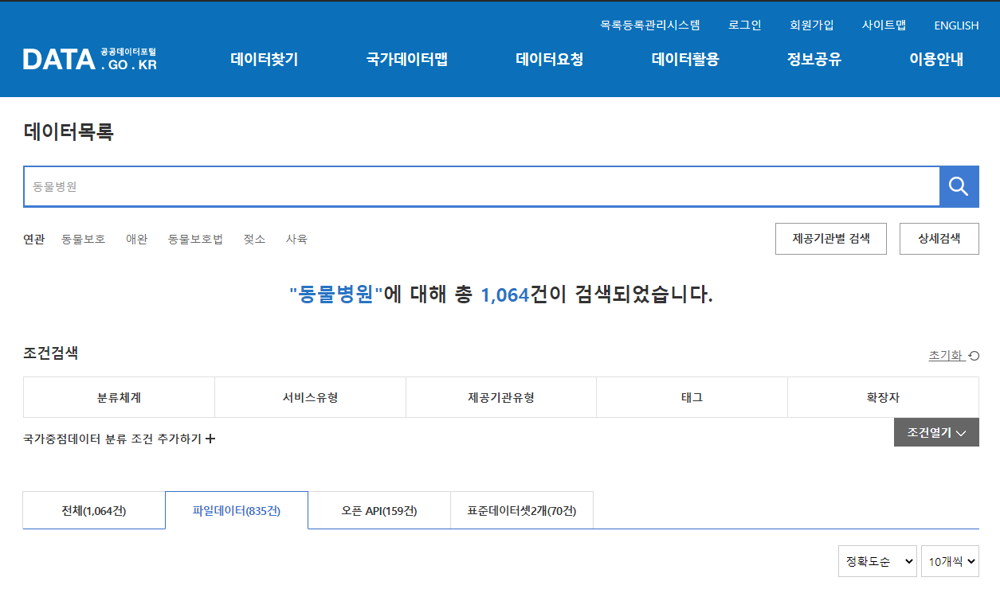 목록등록관리시스템 로그인 회원가입 사이트맵 ENGLISH
DATA 공공데이터포털 . GO . KR
데이터찾기 국가데이터맵 데이터요청 데이터활용 정보공유 이용안내
데이터목록
동물병원
연관 동물보호 애완 동물보호법 젖소 사육 제공기관별 검색 상세검색
"동물병원"에 대해 총 1,064건이 검색되었습니다.
조건검색 초기화
분류체계 서비스유형 제공기관유형 태그 확장자
국가중점데이터 분류 조건 추가하기 + 조건열기
전체(1,064건) 파일데이터(835건) 오픈 API(159건) 표준데이터셋2개(70건)
정확도순 10개씩